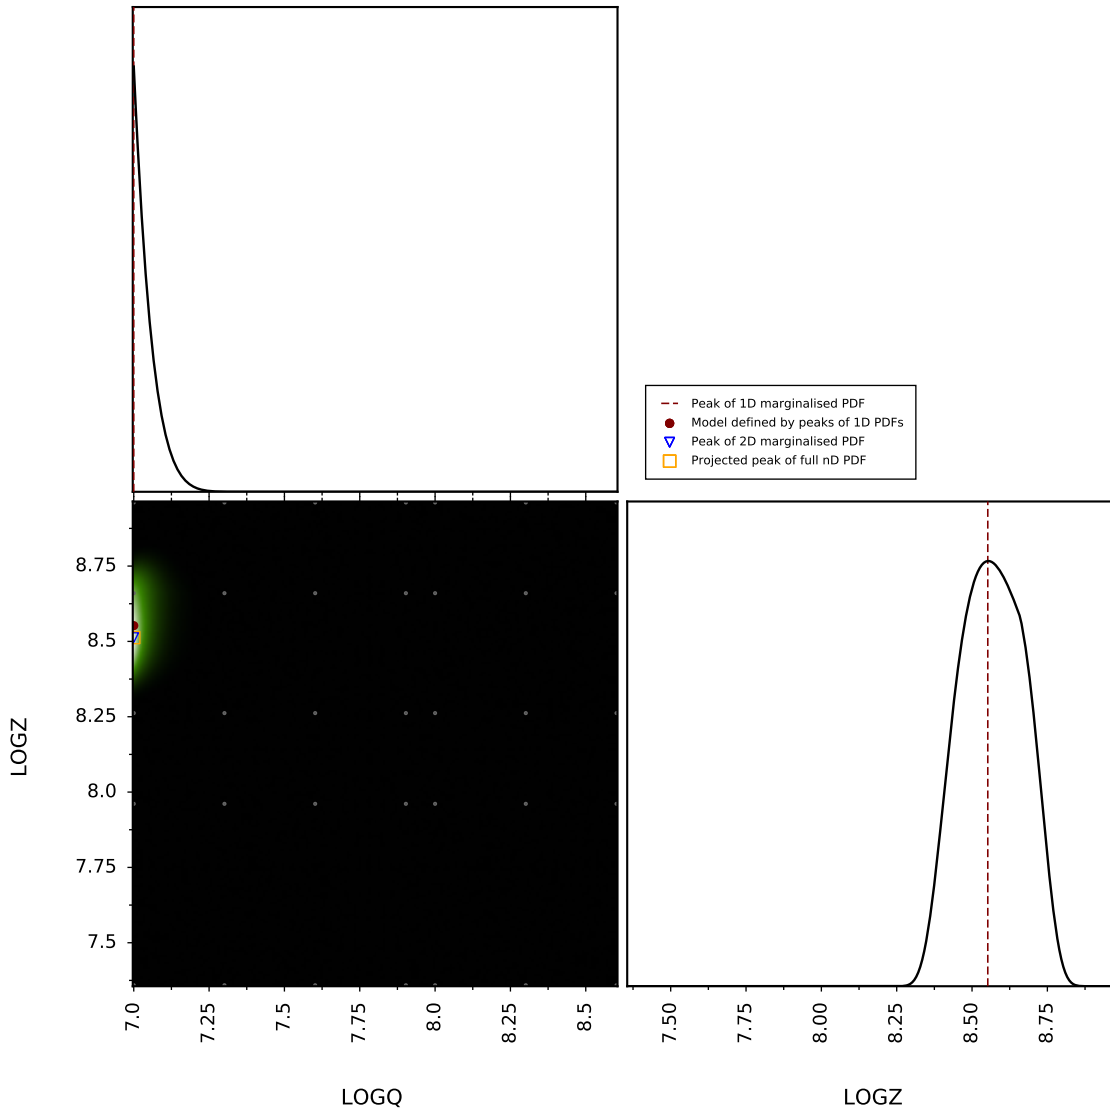 Peak of 1D marginalised PDF
Model defined by peaks of 1D PDFs
Peak of 2D marginalised PDF
Projected peak of full nD PDF
8.75
8.5
8.25
8.0
7.75
7.5
LOGZ
7.0 7.25 7.5 7.75 8.0 8.25 8.5
7.50 7.75 8.00 8.25 8.50 8.75
LOGQ
LOGZ